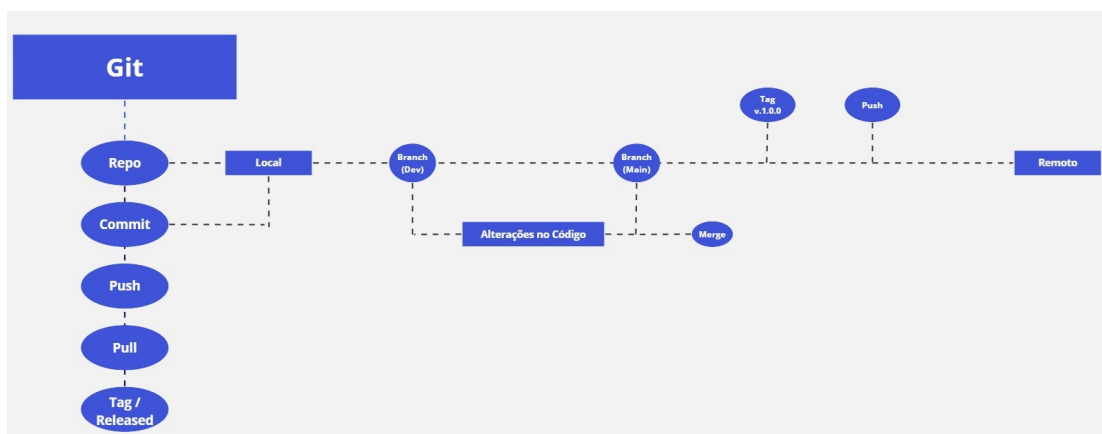 Git
Tag
v.1.0.0
Push
Repo
Local
Branch
(Dev)
Branch
(Main)
Remoto
Commit
Alterações no Código
Merge
Push
Pull
Tag /
Released